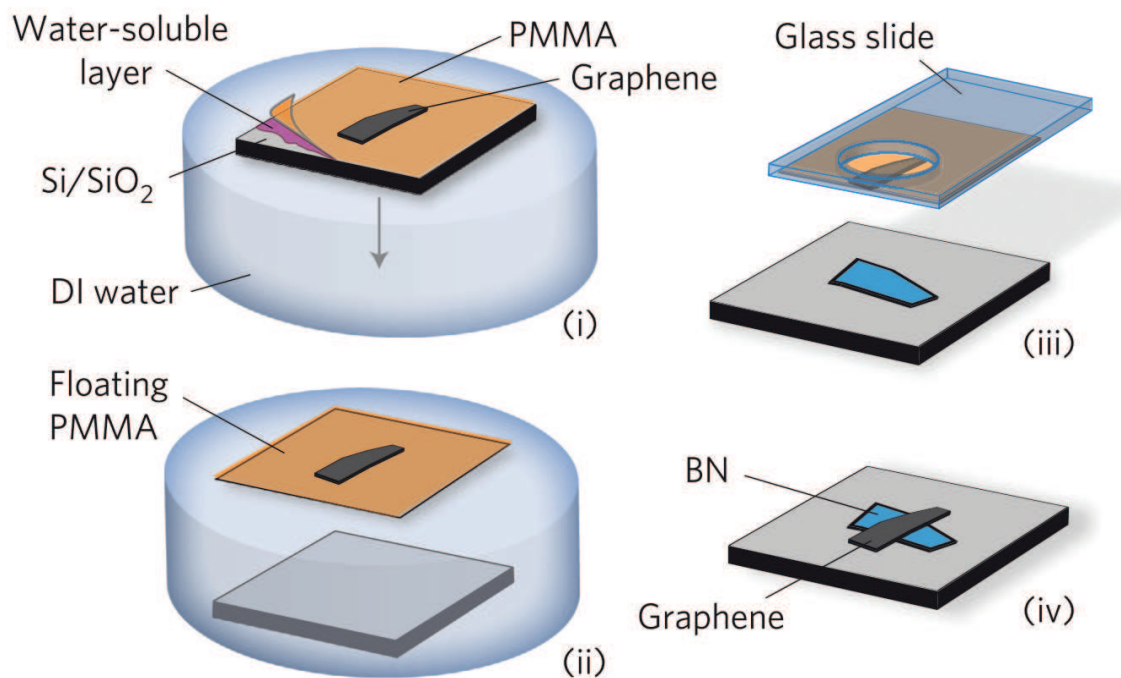 Water-soluble
layer
PMMA
Graphene
Si/SiO₂
DI water
(i)
Floating
PMMA
(ii)
Glass slide
(iii)
BN
Graphene
(iv)